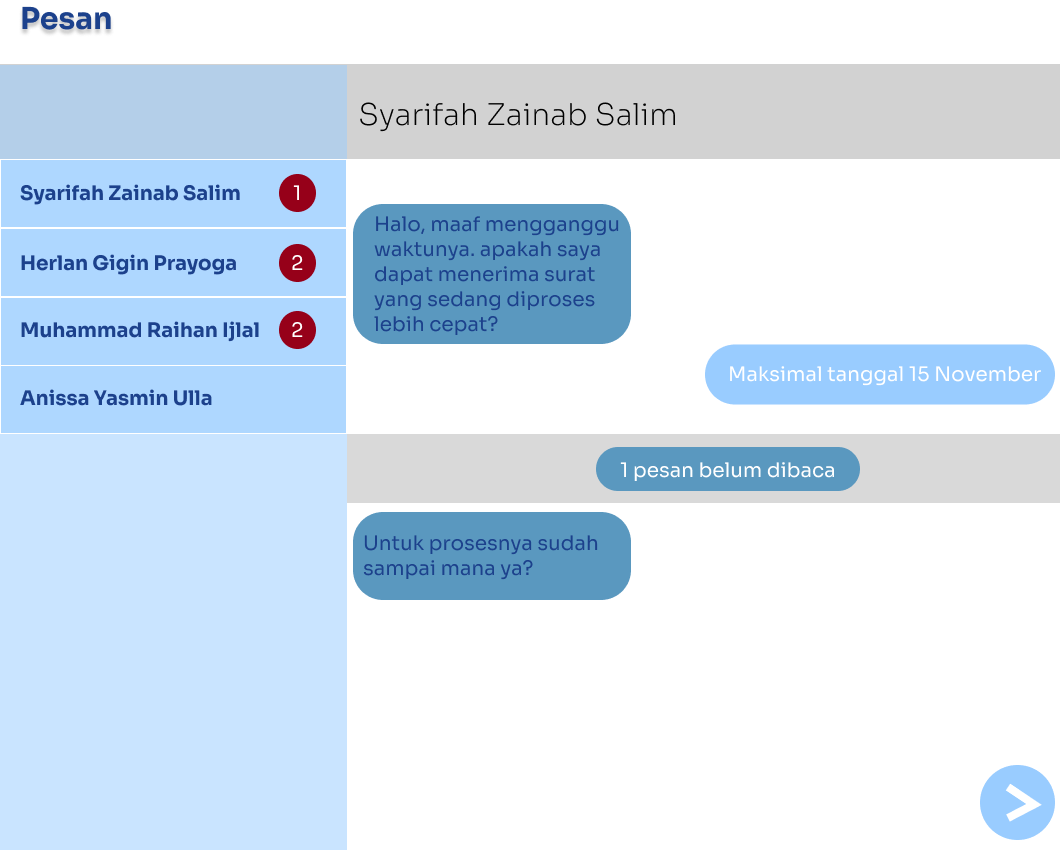 Pesan
Syarifah Zainab Salim
Syarifah Zainab Salim 1
Herlan Gigin Prayoga 2
Muhammad Raihan Ijlal 2
Anissa Yasmin Ulla
Halo, maaf mengganggu
waktunya. apakah saya
dapat menerima surat
yang sedang diproses
lebih cepat?
Maksimal tanggal 15 November
1 pesan belum dibaca
Untuk prosesnya sudah
sampai mana ya?